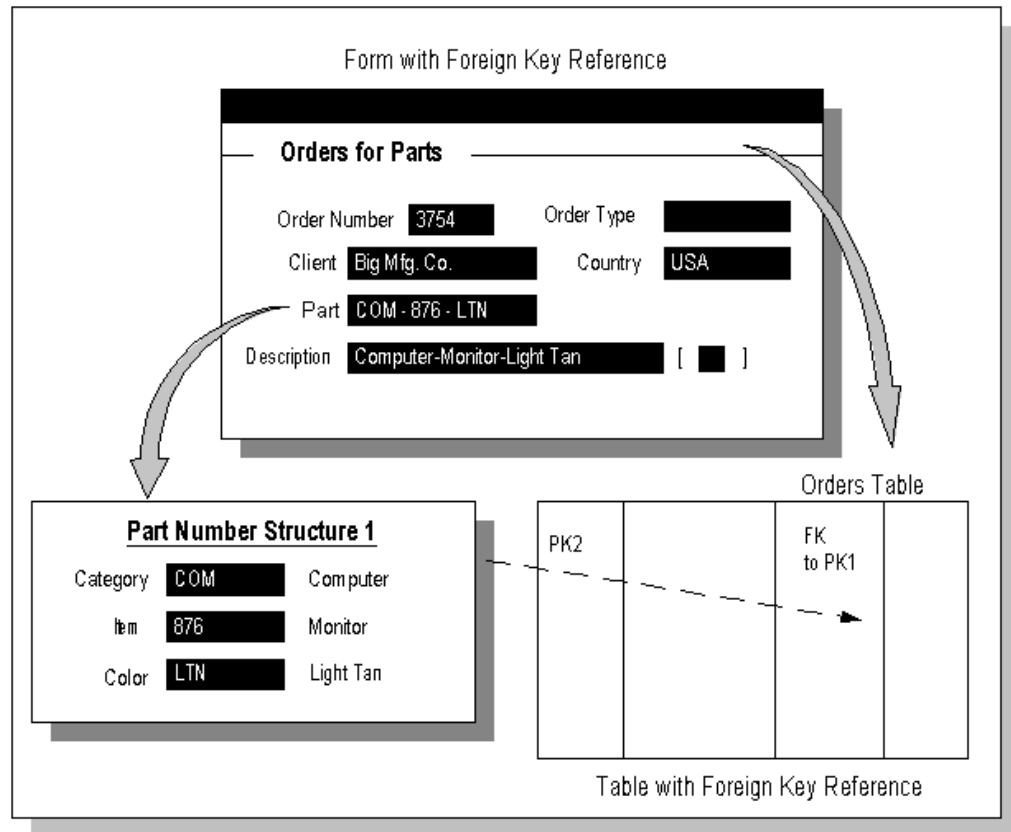 Form with Foreign Key Reference
Orders for Parts
Order Number 3754 Order Type
Client Big Mfg. Co. Country USA
Part COM - 876 - LTN
Description Computer-Monitor-Light Tan [ ]
Part Number Structure 1
Category COM Computer
Item 876 Monitor
Color LTN Light Tan
Orders Table
PK2
FK
to PK1
Table with Foreign Key Reference